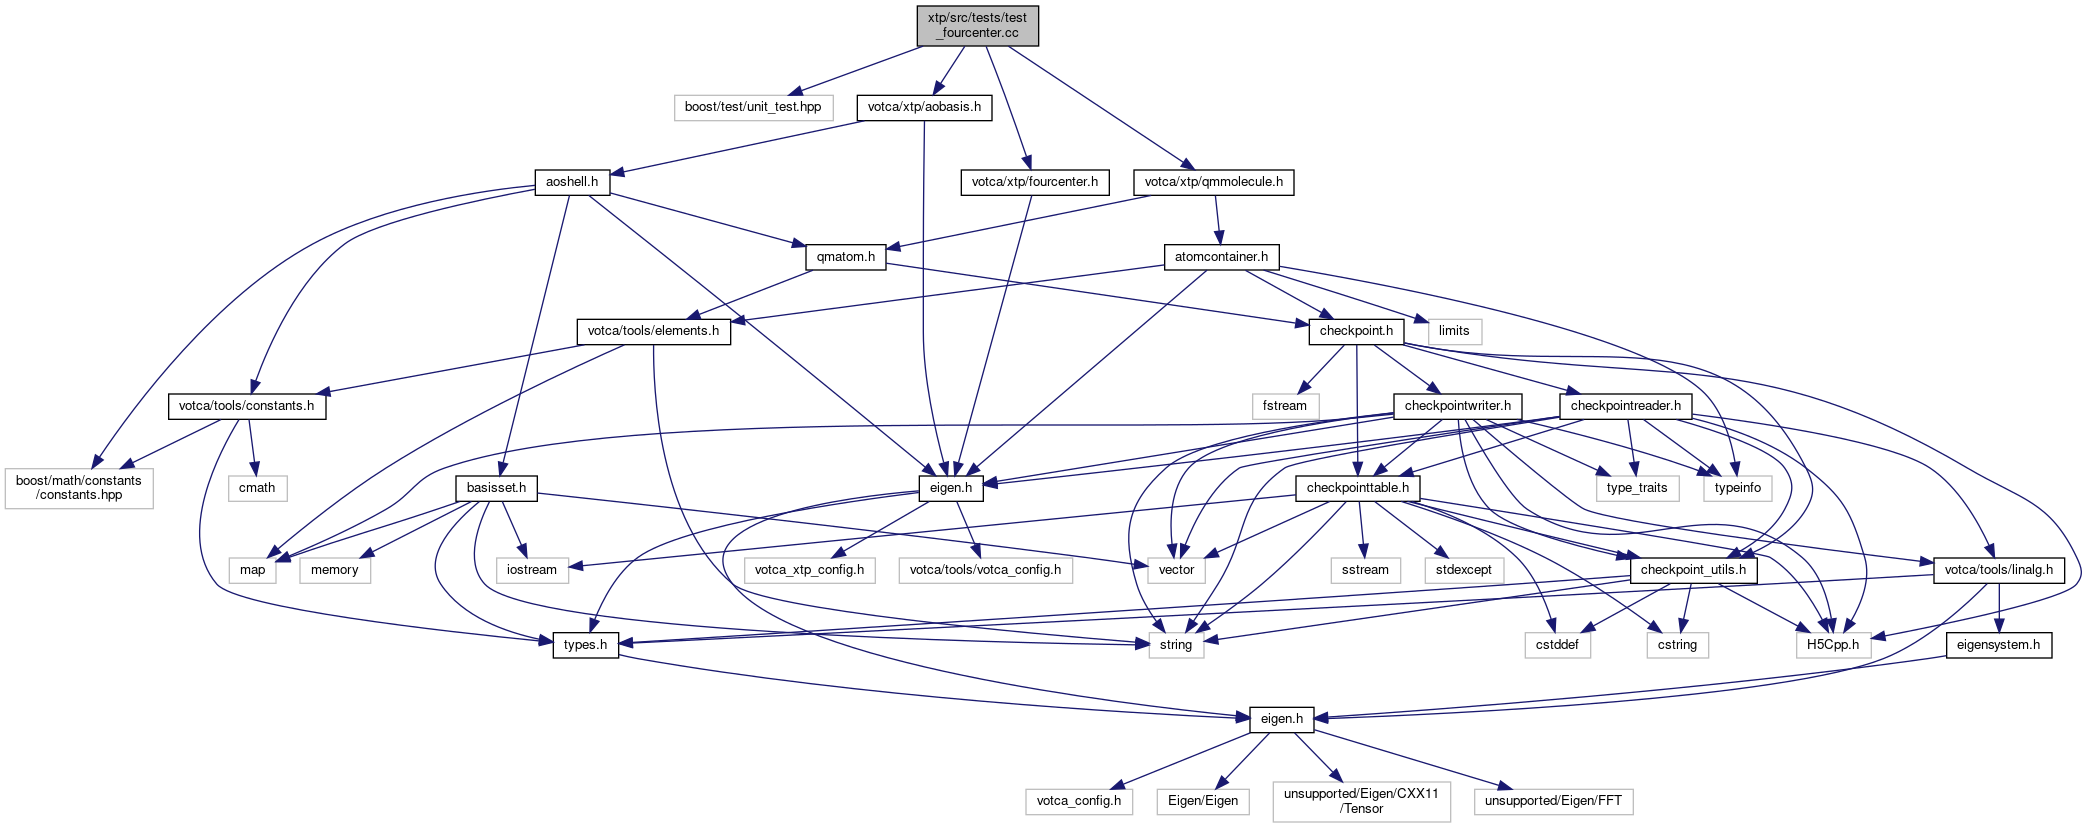 xtp/src/tests/test
_fourcenter.cc
boost/test/unit_test.hpp
votca/xtp/aobasis.h
aoshell.h
votca/xtp/fourcenter.h
votca/xtp/qmmolecule.h
qmatom.h
atomcontainer.h
votca/tools/elements.h
checkpoint.h
limits
votca/tools/constants.h
fstream
checkpointwriter.h
checkpointreader.h
boost/math/constants
/constants.hpp
cmath
basisset.h
eigen.h
checkpointtable.h
type_traits
typeinfo
map
memory
iostream
votca_xtp_config.h
votca/tools/votca_config.h
vector
sstream
stdexcept
checkpoint_utils.h
votca/tools/linalg.h
types.h
string
cstddef
cstring
H5Cpp.h
eigensystem.h
eigen.h
votca_config.h
Eigen/Eigen
unsupported/Eigen/CXX11
/Tensor
unsupported/Eigen/FFT